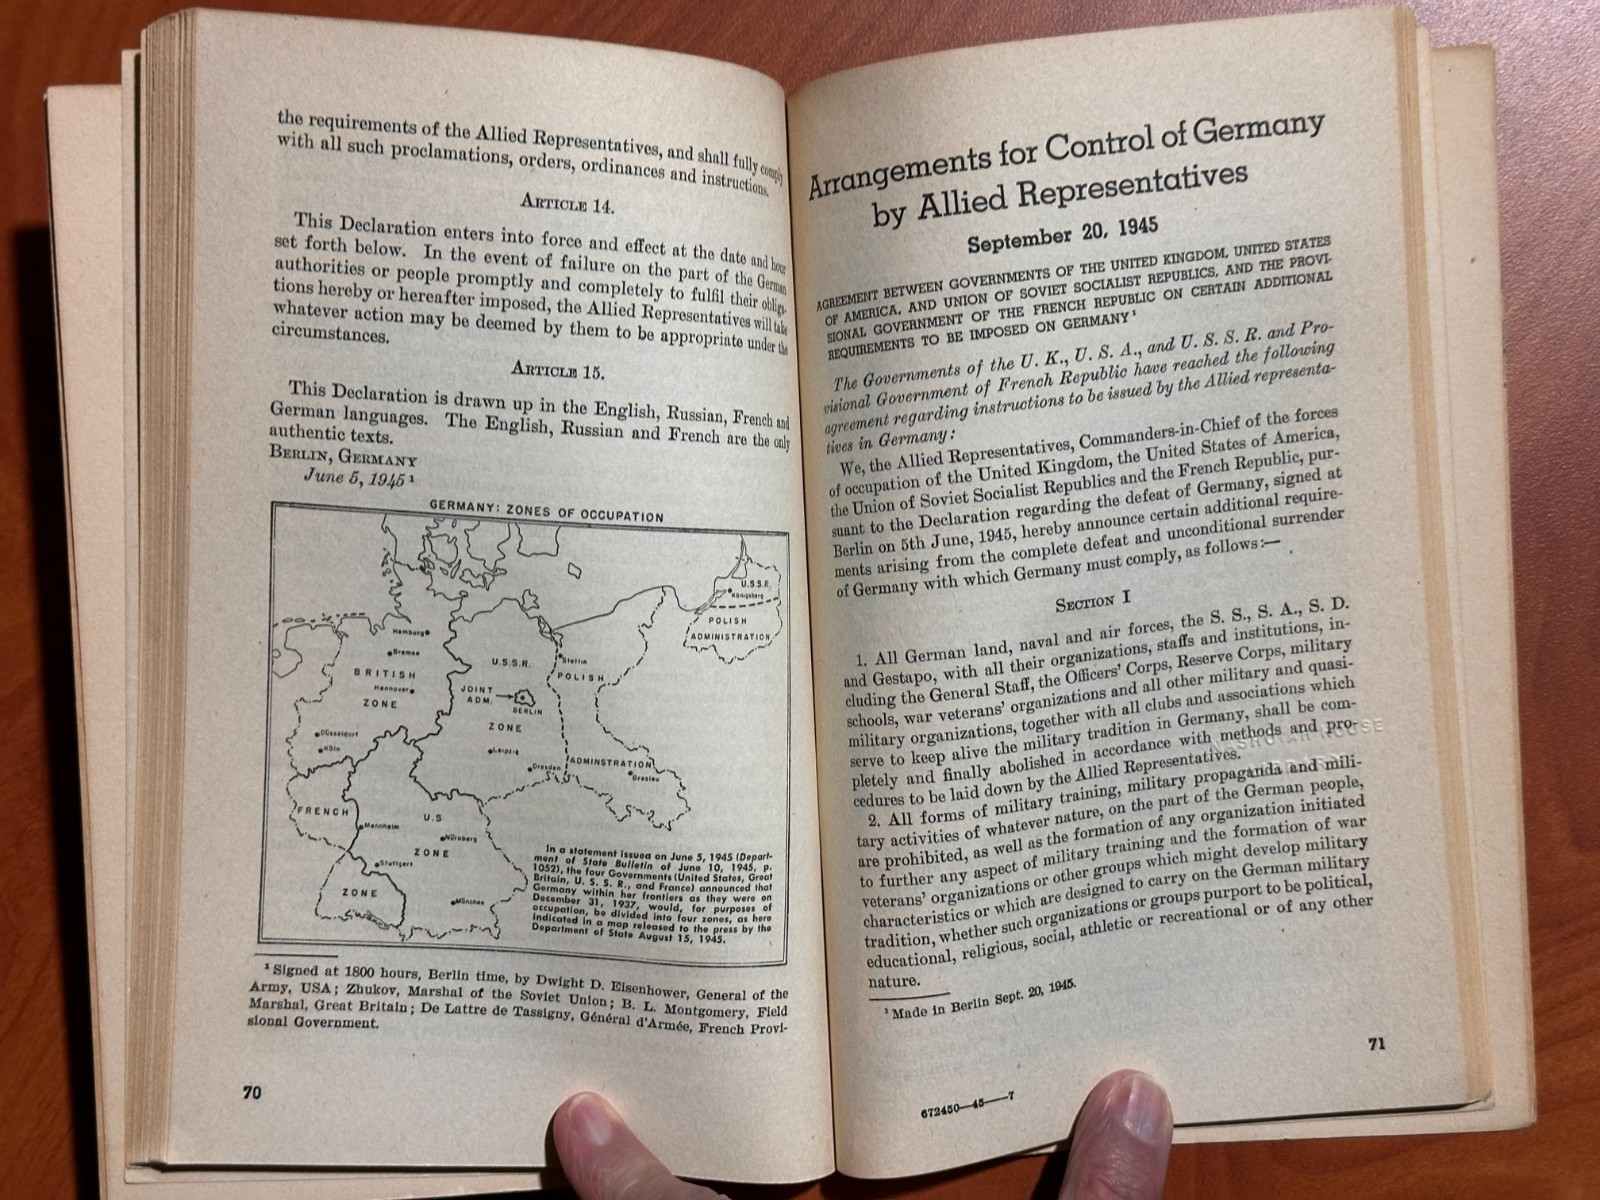 the requirements of the Allied Representatives, and shall fully comply
with all such proclamations, orders, ordinances and instructions.
ARTICLE 14.
This Declaration enters into force and effect at the date and hour
set forth below. In the event of failure on the part of the German
authorities or people promptly and completely to fulfil their obliga-
tions hereby or hereafter imposed, the Allied Representatives will take
whatever action may be deemed by them to be appropriate under the
circumstances.
ARTICLE 15.
This Declaration is drawn up in the English, Russian, French and
German languages. The English, Russian and French are the only
authentic texts.
BERLIN, GERMANY
June 5, 1945 ¹
GERMANY: ZONES OF OCCUPATION
U.S.S.R.
Königsberg
POLISH
ADMINISTRATION
Hamburg
Bremen
BRITISH
Hannover
ZONE
U.S.S.R.
JOINT
ADM.
BERLIN
ZONE
Stettin
POLISH
Düsseldorf
Köln
Leipzig
Dresden
ADMINSTRATION
Breslau
FRENCH
Mannheim
U.S
Nürnberg
ZONE
Stuttgart
ZONE
München
In a statement issued on June 5, 1945 (Depart-
ment of State Bulletin of June 10, 1945, p.
1052), the four Governments (United States, Great
Britain, U. S. S. R., and France) announced that
Germany within her frontiers as they were on
December 31, 1937, would, for purposes of
occupation, be divided into four zones, as here
indicated in a map released to the press by the
Department of State August 15, 1945.
¹ Signed at 1800 hours, Berlin time, by Dwight D. Eisenhower, General of the
Army, USA; Zhukov, Marshal of the Soviet Union; B. L. Montgomery, Field
Marshal, Great Britain; De Lattre de Tassigny, Général d'Armée, French Provi-
sional Government.
70
Arrangements for Control of Germany
by Allied Representatives
September 20, 1945
AGREEMENT BETWEEN GOVERNMENTS OF THE UNITED KINGDOM, UNITED STATES
OF AMERICA, AND UNION OF SOVIET SOCIALIST REPUBLICS, AND THE PROVI-
SIONAL GOVERNMENT OF THE FRENCH REPUBLIC ON CERTAIN ADDITIONAL
REQUIREMENTS TO BE IMPOSED ON GERMANY ¹
The Governments of the U. K., U. S. A., and U. S. S. R. and Pro-
visional Government of French Republic have reached the following
agreement regarding instructions to be issued by the Allied representa-
tives in Germany:
We, the Allied Representatives, Commanders-in-Chief of the forces
of occupation of the United Kingdom, the United States of America,
the Union of Soviet Socialist Republics and the French Republic, pur-
suant to the Declaration regarding the defeat of Germany, signed at
Berlin on 5th June, 1945, hereby announce certain additional require-
ments arising from the complete defeat and unconditional surrender
of Germany with which Germany must comply, as follows:—
SECTION I
1. All German land, naval and air forces, the S. S., S. A., S. D.
and Gestapo, with all their organizations, staffs and institutions, in-
cluding the General Staff, the Officers' Corps, Reserve Corps, military
schools, war veterans' organizations and all other military and quasi-
military organizations, together with all clubs and associations which
serve to keep alive the military tradition in Germany, shall be com-
pletely and finally abolished in accordance with methods and pro-
cedures to be laid down by the Allied Representatives.
2. All forms of military training, military propaganda and mili-
tary activities of whatever nature, on the part of the German people,
are prohibited, as well as the formation of any organization initiated
to further any aspect of military training and the formation of war
veterans' organizations or other groups which might develop military
characteristics or which are designed to carry on the German military
tradition, whether such organizations or groups purport to be political,
educational, religious, social, athletic or recreational or of any other
nature.
¹ Made in Berlin Sept. 20, 1945.
71
672450—45——7